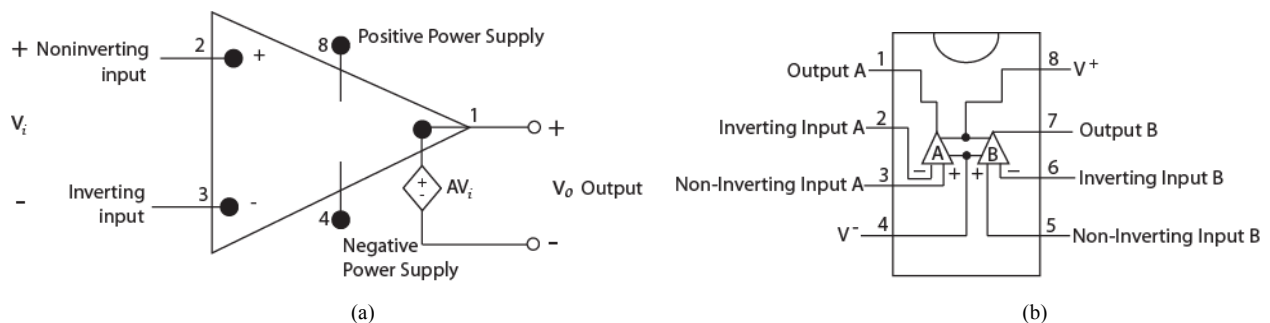 + Noninverting
input
2
+
8
Positive Power Supply
V_i
1
+
+
-
AV_i
V_0 Output
- Inverting
input
3
-
4
Negative
Power Supply
-
(a)
Output A
1
8
V+
Inverting Input A
2
7
Output B
A
B
-
+
+
-
Non-Inverting Input A
3
6
Inverting Input B
V-
4
5
Non-Inverting Input B
(b)